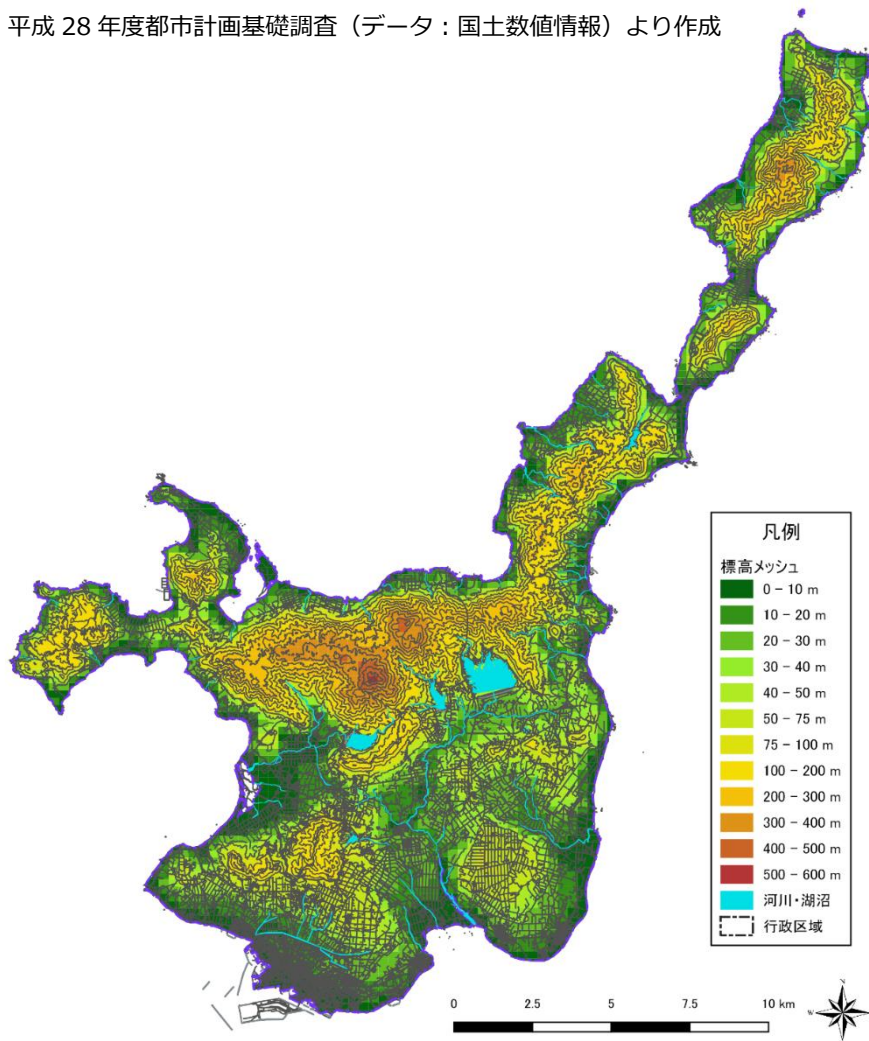 平成 28 年度都市計画基礎調査（データ：国土数値情報）より作成
凡例
標高メッシュ
0 - 10 m
10 - 20 m
20 - 30 m
30 - 40 m
40 - 50 m
50 - 75 m
75 - 100 m
100 - 200 m
200 - 300 m
300 - 400 m
400 - 500 m
500 - 600 m
河川・湖沼
行政区域
0 2.5 5 7.5 10 km
N
W